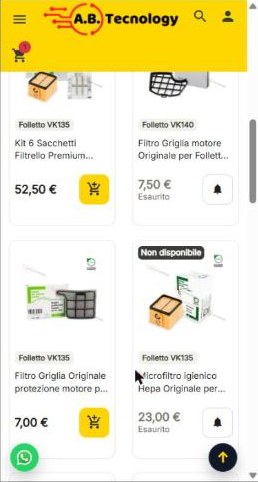 A.B. Tecnology
Folletto VK135
Kit 6 Sacchetti
Filtrello Premium...
52,50 €
Folletto VK140
Filtro Griglia motore
Originale per Follett...
7,50 €
Esaurito
Folletto VK135
Filtro Griglia Originale
protezione motore p...
7,00 €
Non disponibile
Folletto VK135
Microfiltro igienico
Hepa Originale per...
23,00 €
Esaurito